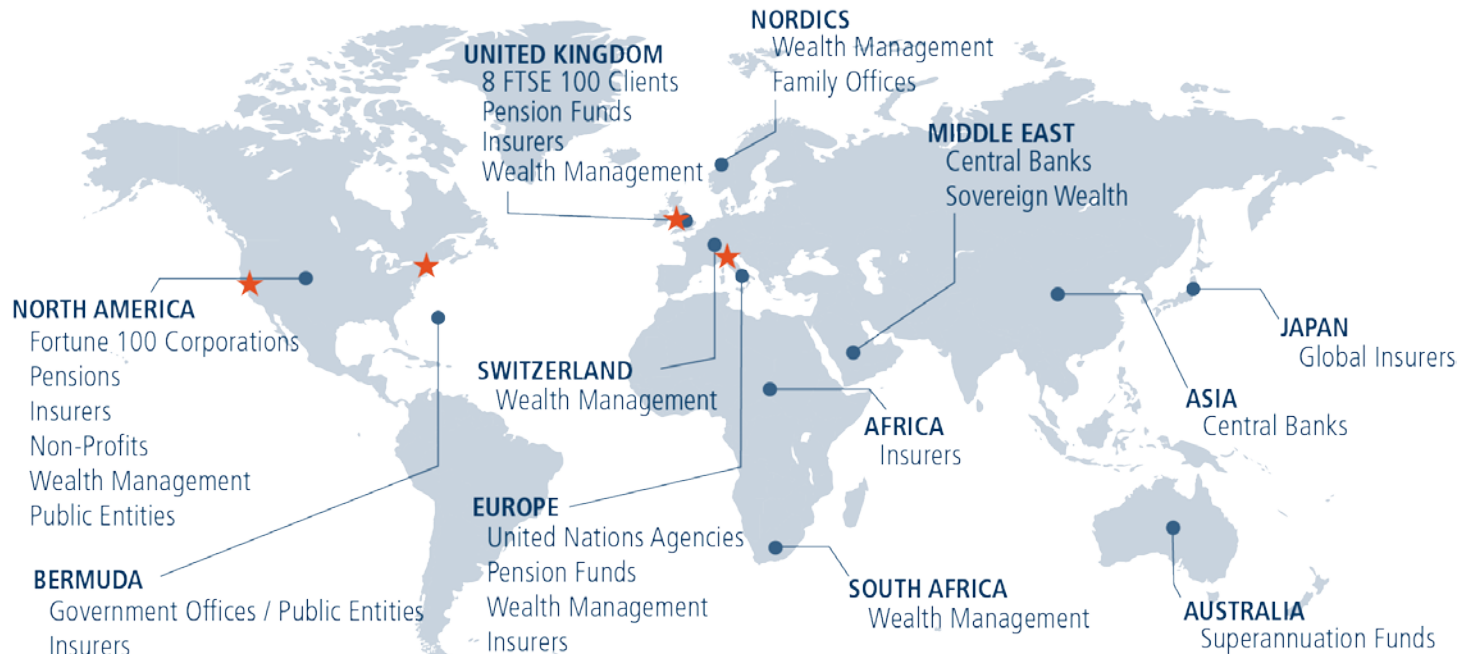 NORDICS
Wealth Management
Family Offices
UNITED KINGDOM
8 FTSE 100 Clients
Pension Funds
Insurers
Wealth Management
MIDDLE EAST
Central Banks
Sovereign Wealth
NORTH AMERICA
Fortune 100 Corporations
Pensions
Insurers
Non-Profits
Wealth Management
Public Entities
SWITZERLAND
Wealth Management
JAPAN
Global Insurers
ASIA
Central Banks
AFRICA
Insurers
EUROPE
United Nations Agencies
Pension Funds
Wealth Management
Insurers
BERMUDA
Government Offices / Public Entities
Insurers
SOUTH AFRICA
Wealth Management
AUSTRALIA
Superannuation Funds